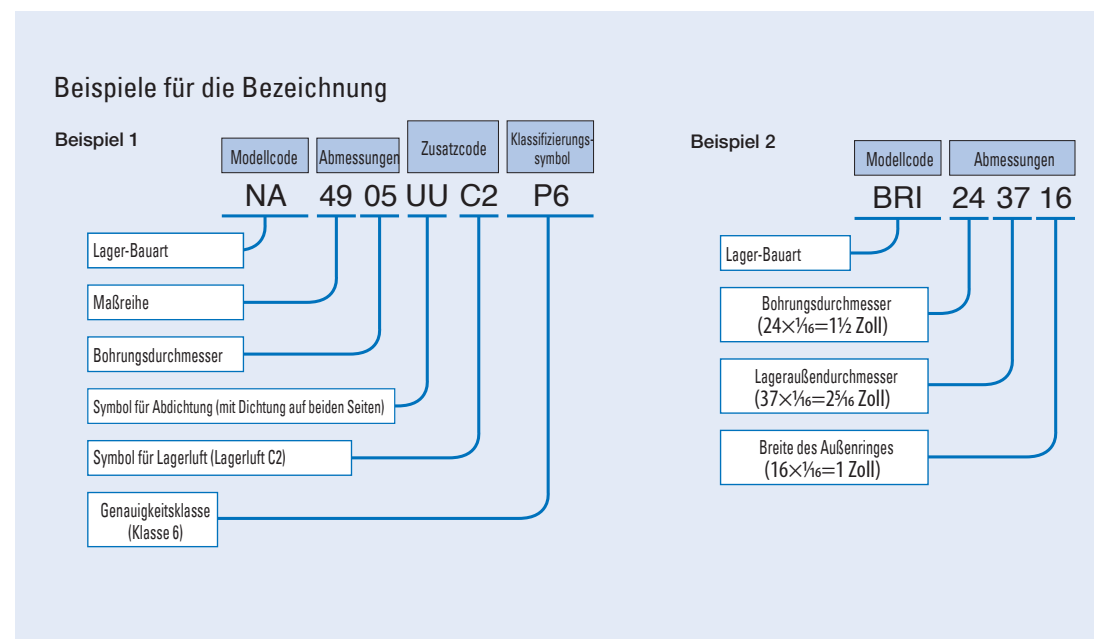 Beispiele für die Bezeichnung
Beispiel 1
Modellcode
Abmessungen
Zusatzcode
Klassifizierungs-
symbol
NA 49 05 UU C2 P6
Lager-Bauart
Maßreihe
Bohrungsdurchmesser
Symbol für Abdichtung (mit Dichtung auf beiden Seiten)
Symbol für Lagerluft (Lagerluft C2)
Genauigkeitsklasse
(Klasse 6)
Beispiel 2
Modellcode
Abmessungen
BRI 24 37 16
Lager-Bauart
Bohrungsdurchmesser
(24×1/16=1½ Zoll)
Lageraußendurchmesser
(37×1/16=2 5/16 Zoll)
Breite des Außenringes
(16×1/16=1 Zoll)